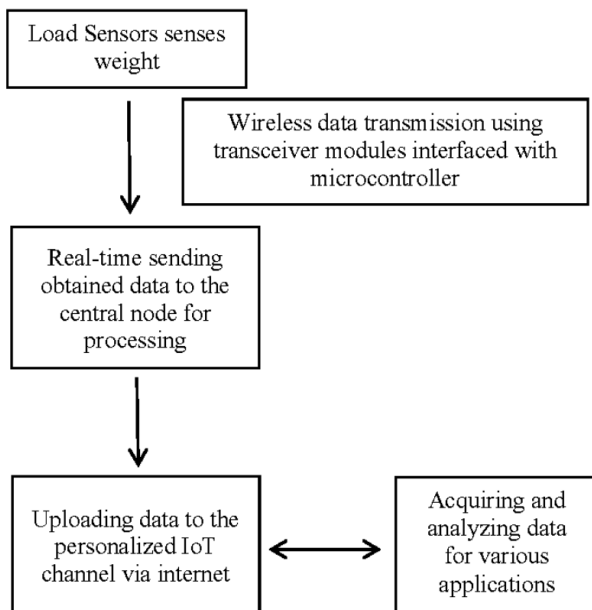 Load Sensors senses
weight
Wireless data transmission using
transceiver modules interfaced with
microcontroller
Real-time sending
obtained data to the
central node for
processing
Uploading data to the
personalized IoT
channel via internet
Acquiring and
analyzing data
for various
applications